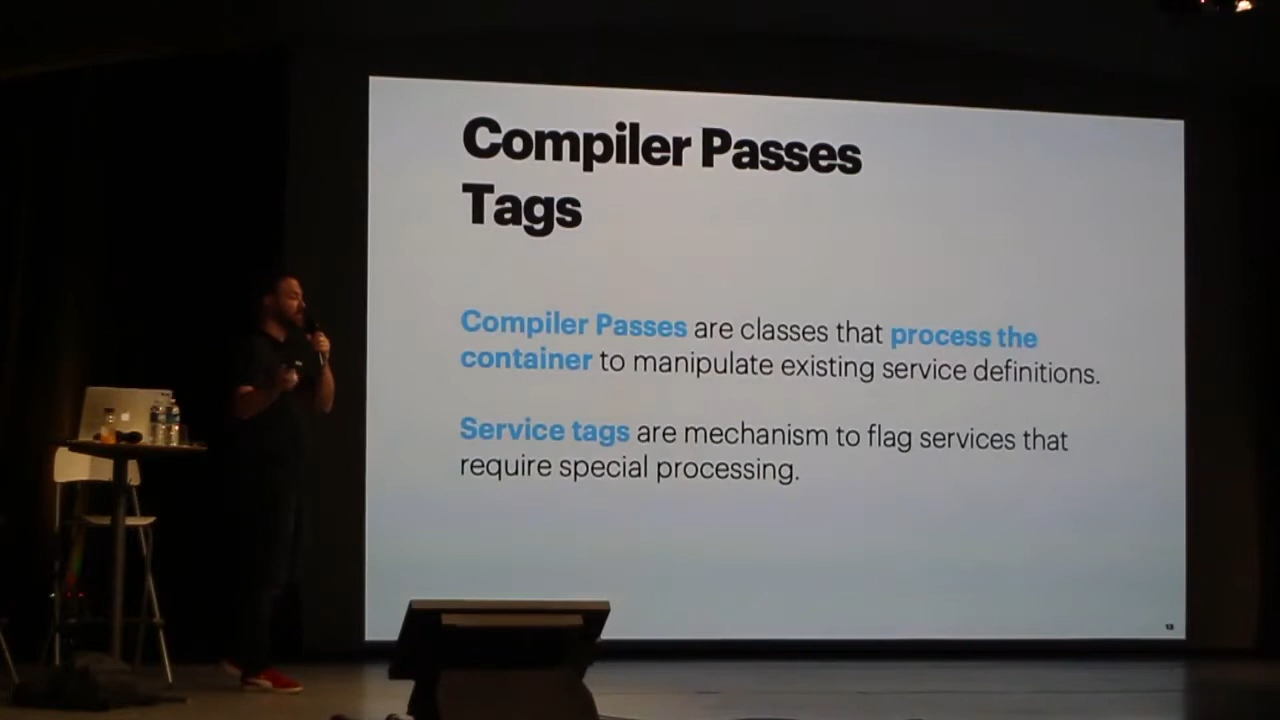 Compiler Passes
Tags
Compiler Passes are classes that process the
container to manipulate existing service definitions.
Service tags are mechanism to flag services that
require special processing.